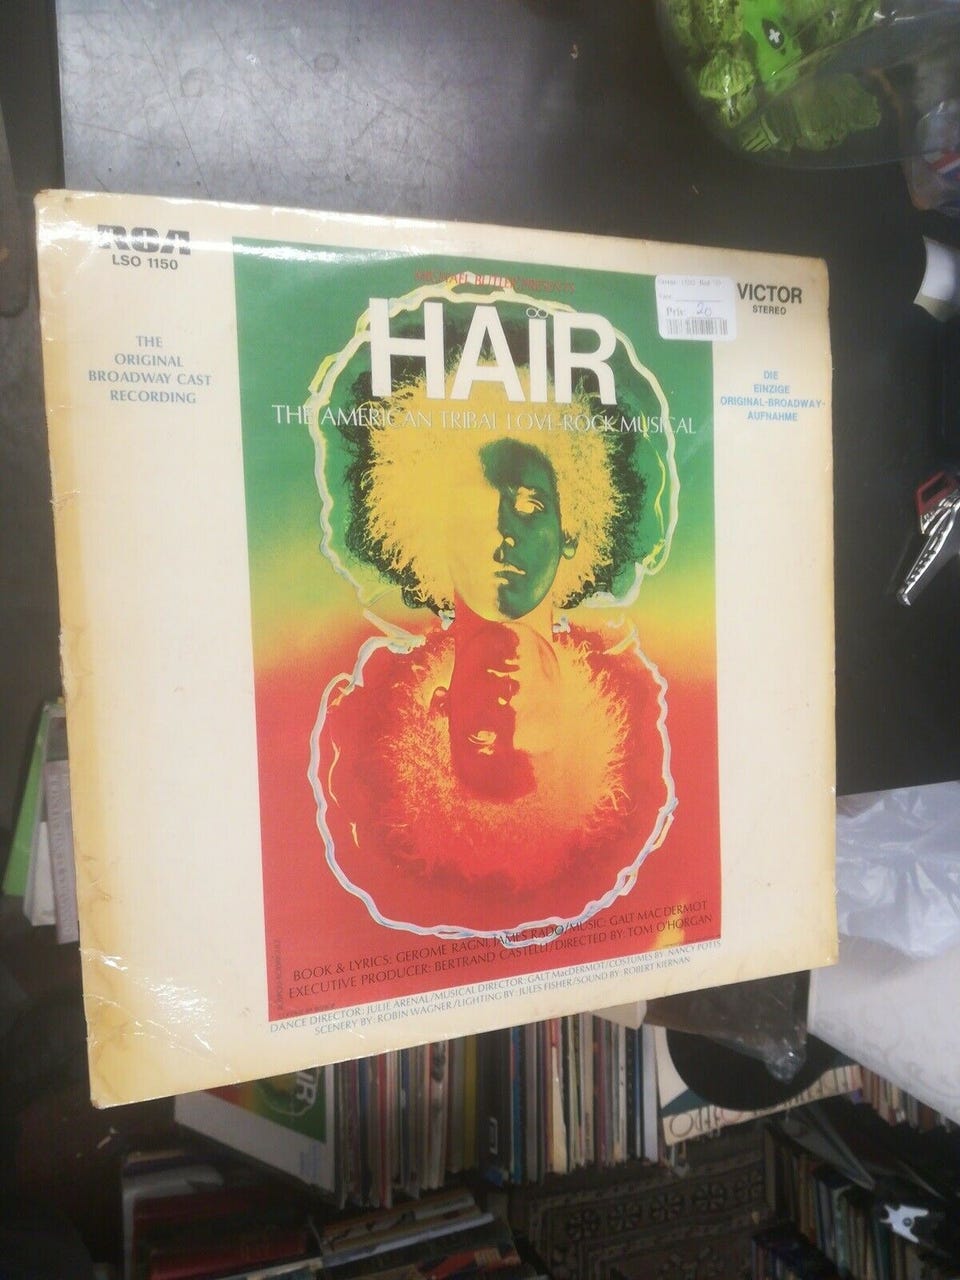 RCA
LSO 1150
THE
ORIGINAL
BROADWAY CAST
RECORDING
MICHAEL BUTLER PRESENTS
HAIR
THE AMERICAN TRIBAL LOVE-ROCK MUSICAL
20
VICTOR
STEREO
DIE
EINZIGE
ORIGINAL-BROADWAY-
AUFNAHME
BOOK & LYRICS: GEROME RAGNI, JAMES RADO/MUSIC: GALT MAC DERMOT
EXECUTIVE PRODUCER: BERTRAND CASTELLI/DIRECTED BY: TOM O'HORGAN
DANCE DIRECTOR: JULIE ARENAL/MUSICAL DIRECTOR: GALT MacDERMOT/COSTUMES BY: NANCY POTTS
SCENERY BY: ROBIN WAGNER/LIGHTING BY: JULES FISHER/SOUND BY: ROBERT KIERNAN